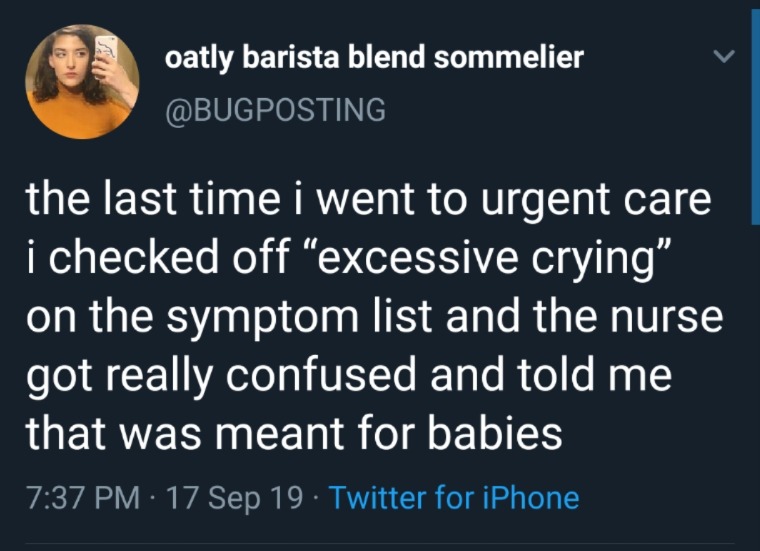 oatly barista blend sommelier
@BUGPOSTING
the last time i went to urgent care
i checked off “excessive crying”
on the symptom list and the nurse
got really confused and told me
that was meant for babies
7:37 PM · 17 Sep 19 · Twitter for iPhone